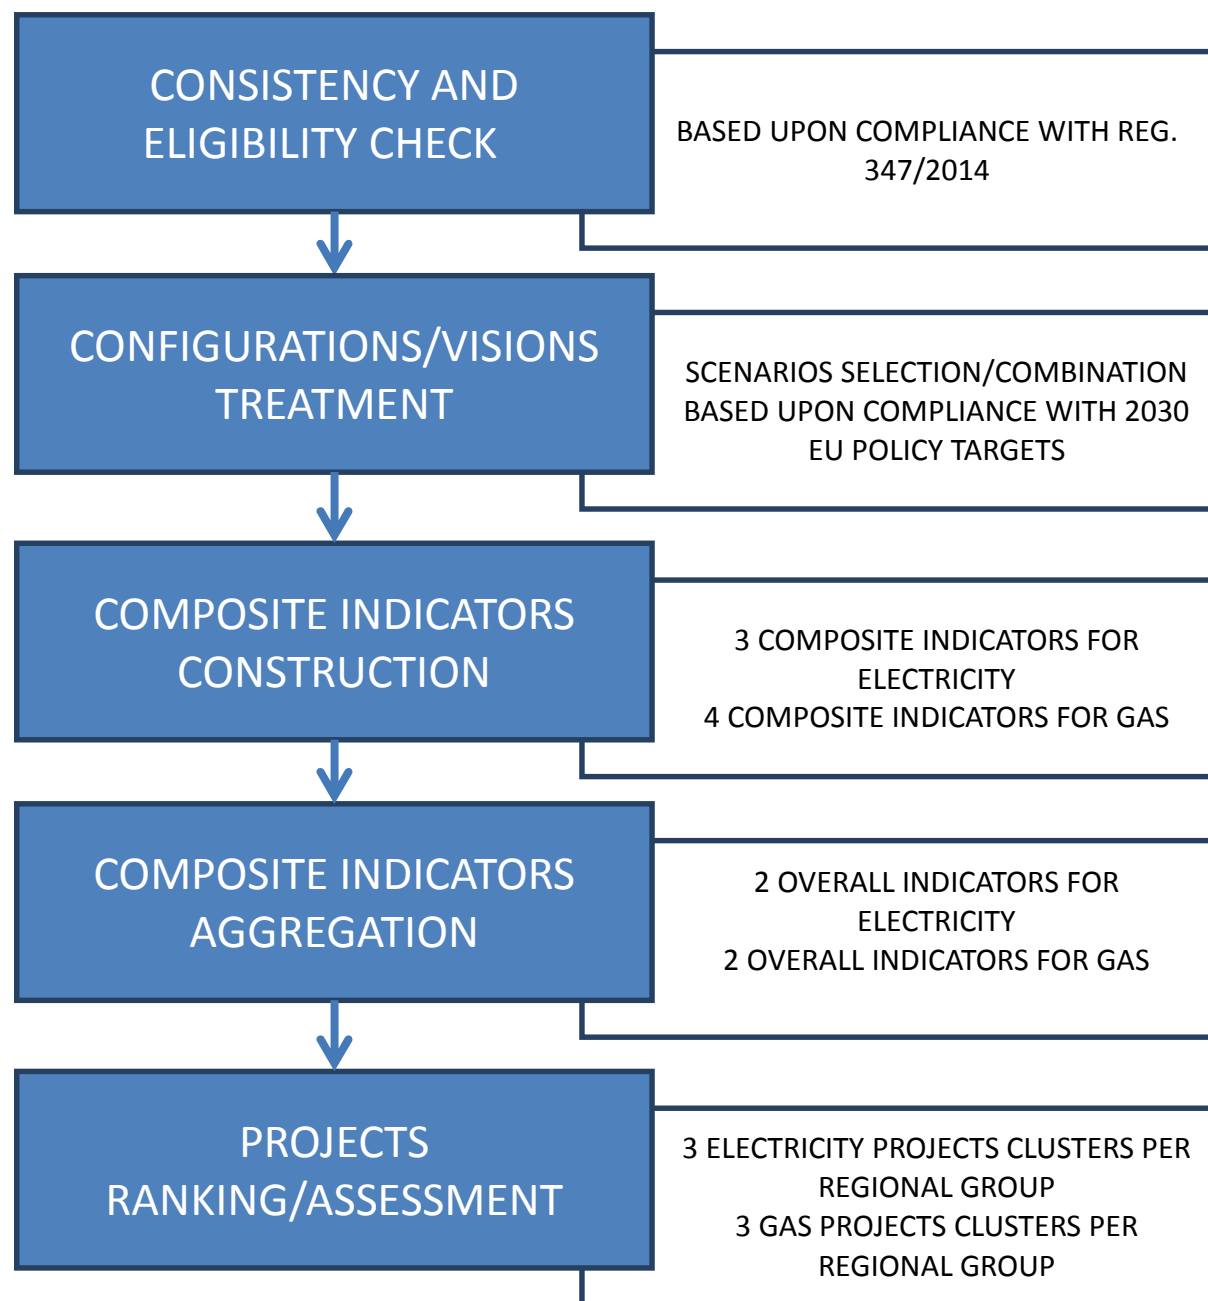 CONSISTENCY AND
ELIGIBILITY CHECK
BASED UPON COMPLIANCE WITH REG.
347/2014
CONFIGURATIONS/VISIONS
TREATMENT
SCENARIOS SELECTION/COMBINATION
BASED UPON COMPLIANCE WITH 2030
EU POLICY TARGETS
COMPOSITE INDICATORS
CONSTRUCTION
3 COMPOSITE INDICATORS FOR
ELECTRICITY
4 COMPOSITE INDICATORS FOR GAS
COMPOSITE INDICATORS
AGGREGATION
2 OVERALL INDICATORS FOR
ELECTRICITY
2 OVERALL INDICATORS FOR GAS
PROJECTS
RANKING/ASSESSMENT
3 ELECTRICITY PROJECTS CLUSTERS PER
REGIONAL GROUP
3 GAS PROJECTS CLUSTERS PER
REGIONAL GROUP